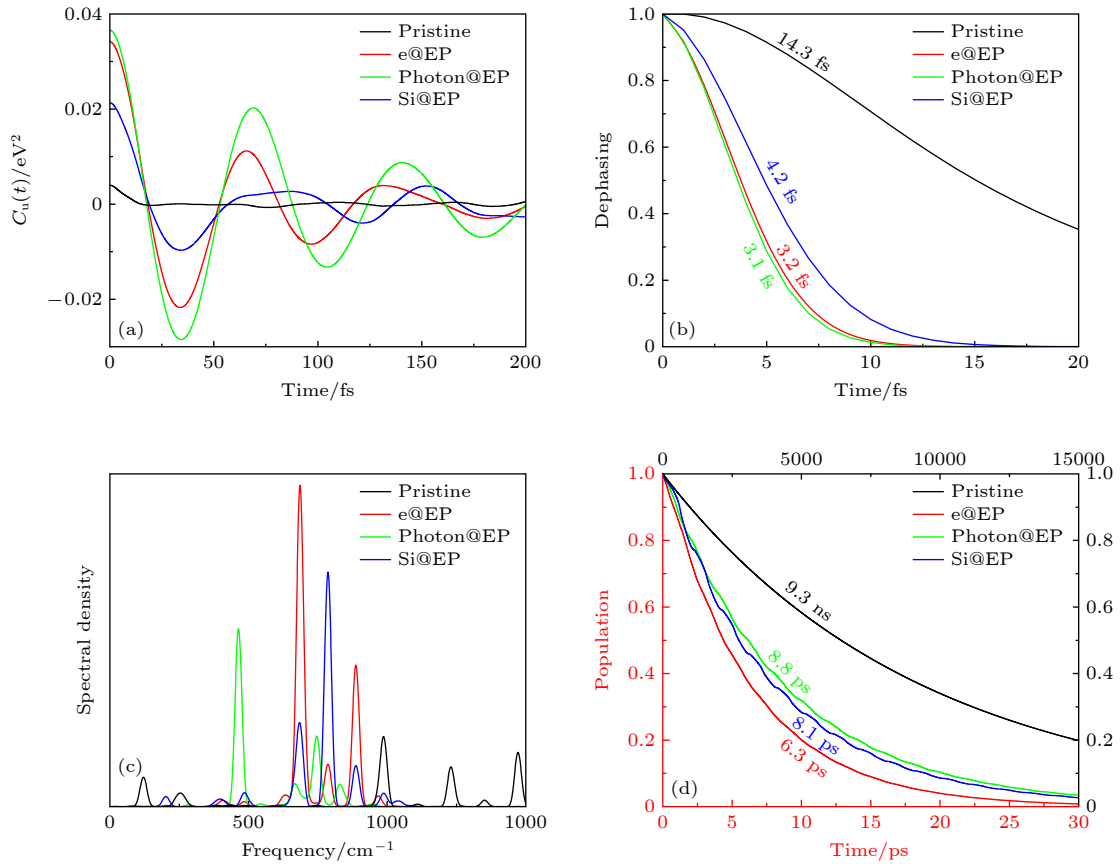 0.04
0.02
0
−0.02
C_u(t)/eV²
Pristine
e@EP
Photon@EP
Si@EP
(a)
0 50 100 150 200
Time/fs
1.0
0.8
0.6
0.4
0.2
0
Dephasing
Pristine
e@EP
Photon@EP
Si@EP
14.3 fs
4.2 fs
3.2 fs
3.1 fs
(b)
0 5 10 15 20
Time/fs
Spectral density
Pristine
e@EP
Photon@EP
Si@EP
(c)
0 500 1000 1000
Frequency/cm⁻¹
0 5000 10000 15000
1.0
0.8
0.6
0.4
0.2
0
Population
Pristine
e@EP
Photon@EP
Si@EP
9.3 ns
8.8 ps
8.1 ps
6.3 ps
(d)
1.0
0.8
0.6
0.4
0.2
0
0 5 10 15 20 25 30
Time/ps